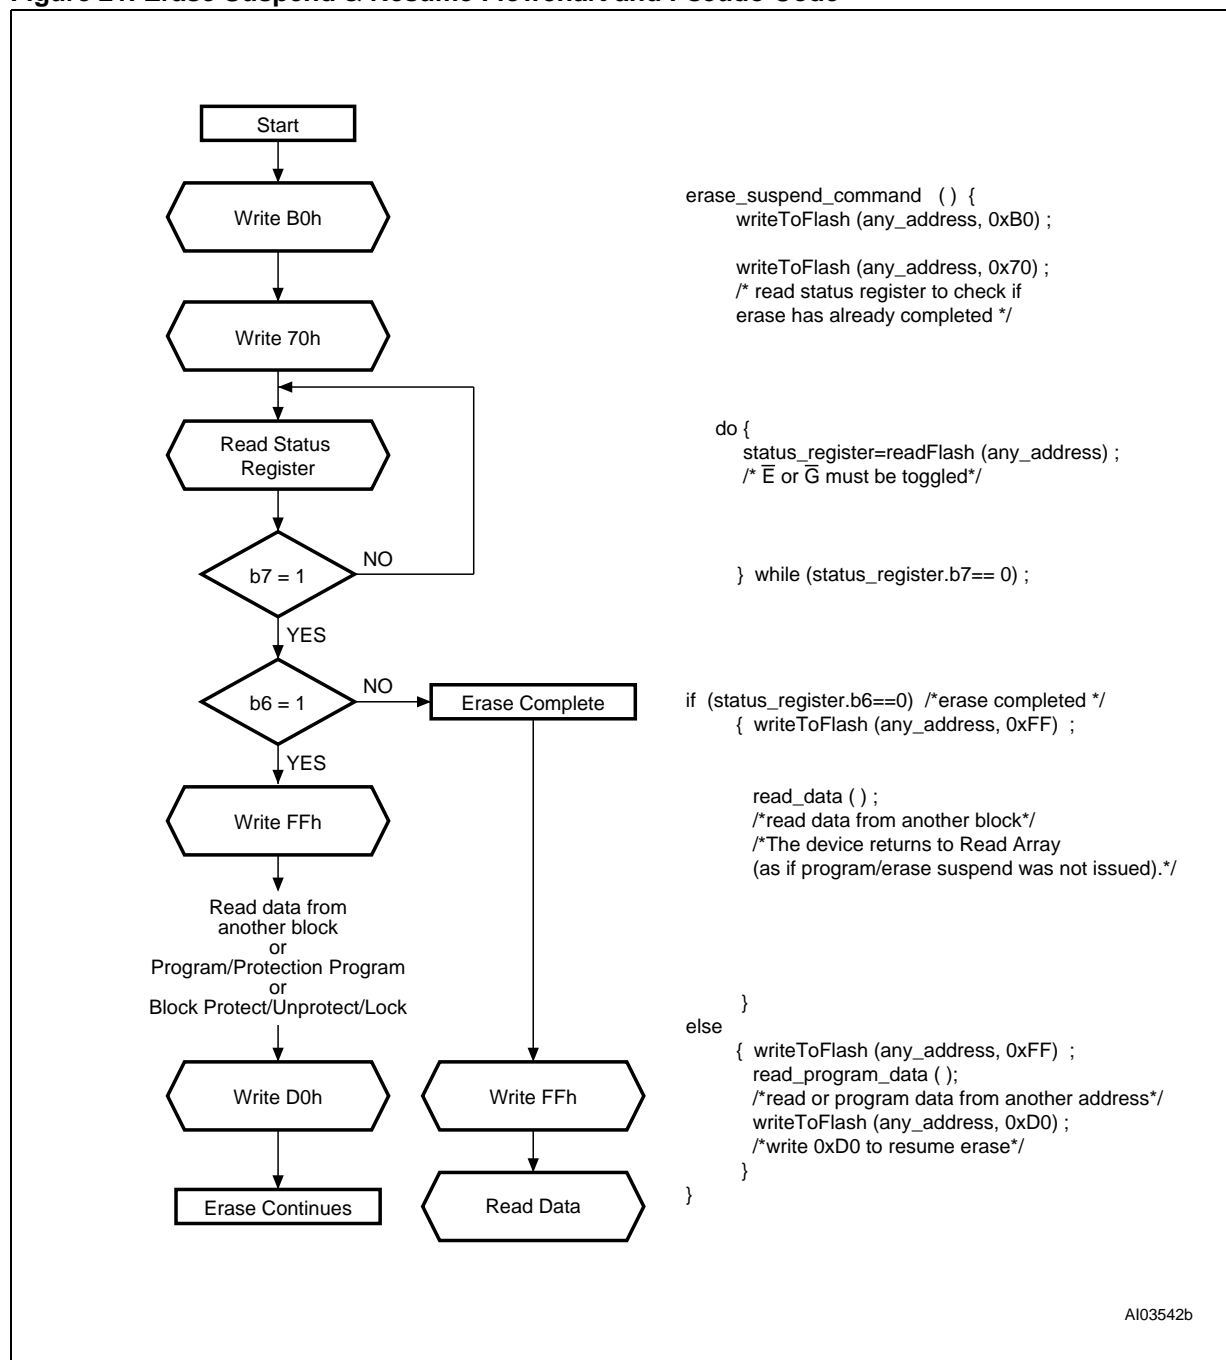 Figure 21. Erase Suspend & Resume Flowchart and Pseudo Code
Start
Write B0h
Write 70h
Read Status
Register
b7 = 1
NO
YES
b6 = 1
NO
Erase Complete
YES
Write FFh
Read data from
another block
or
Program/Protection Program
or
Block Protect/Unprotect/Lock
Write D0h
Write FFh
Erase Continues
Read Data
erase_suspend_command ( ) {
writeToFlash (any_address, 0xB0) ;
writeToFlash (any_address, 0x70) ;
/* read status register to check if
erase has already completed */
do {
status_register=readFlash (any_address) ;
/* E̅ or G̅ must be toggled*/
} while (status_register.b7== 0) ;
if (status_register.b6==0) /*erase completed */
{ writeToFlash (any_address, 0xFF) ;
read_data ( ) ;
/*read data from another block*/
/*The device returns to Read Array
(as if program/erase suspend was not issued).*/
}
else
{ writeToFlash (any_address, 0xFF) ;
read_program_data ( );
/*read or program data from another address*/
writeToFlash (any_address, 0xD0) ;
/*write 0xD0 to resume erase*/
}
}
AI03542b